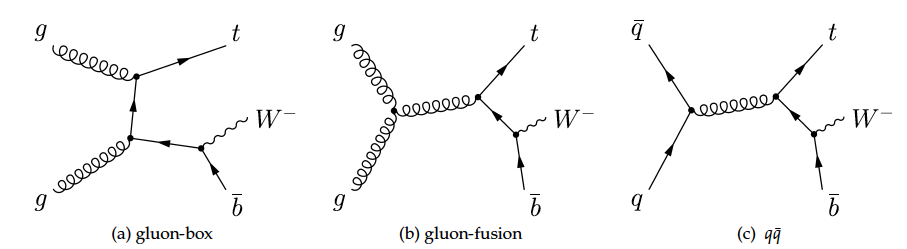 g t g t q̄ t
W⁻ W⁻ W⁻
g b̄ g b̄ q b̄
(a) gluon-box (b) gluon-fusion (c) qq̄